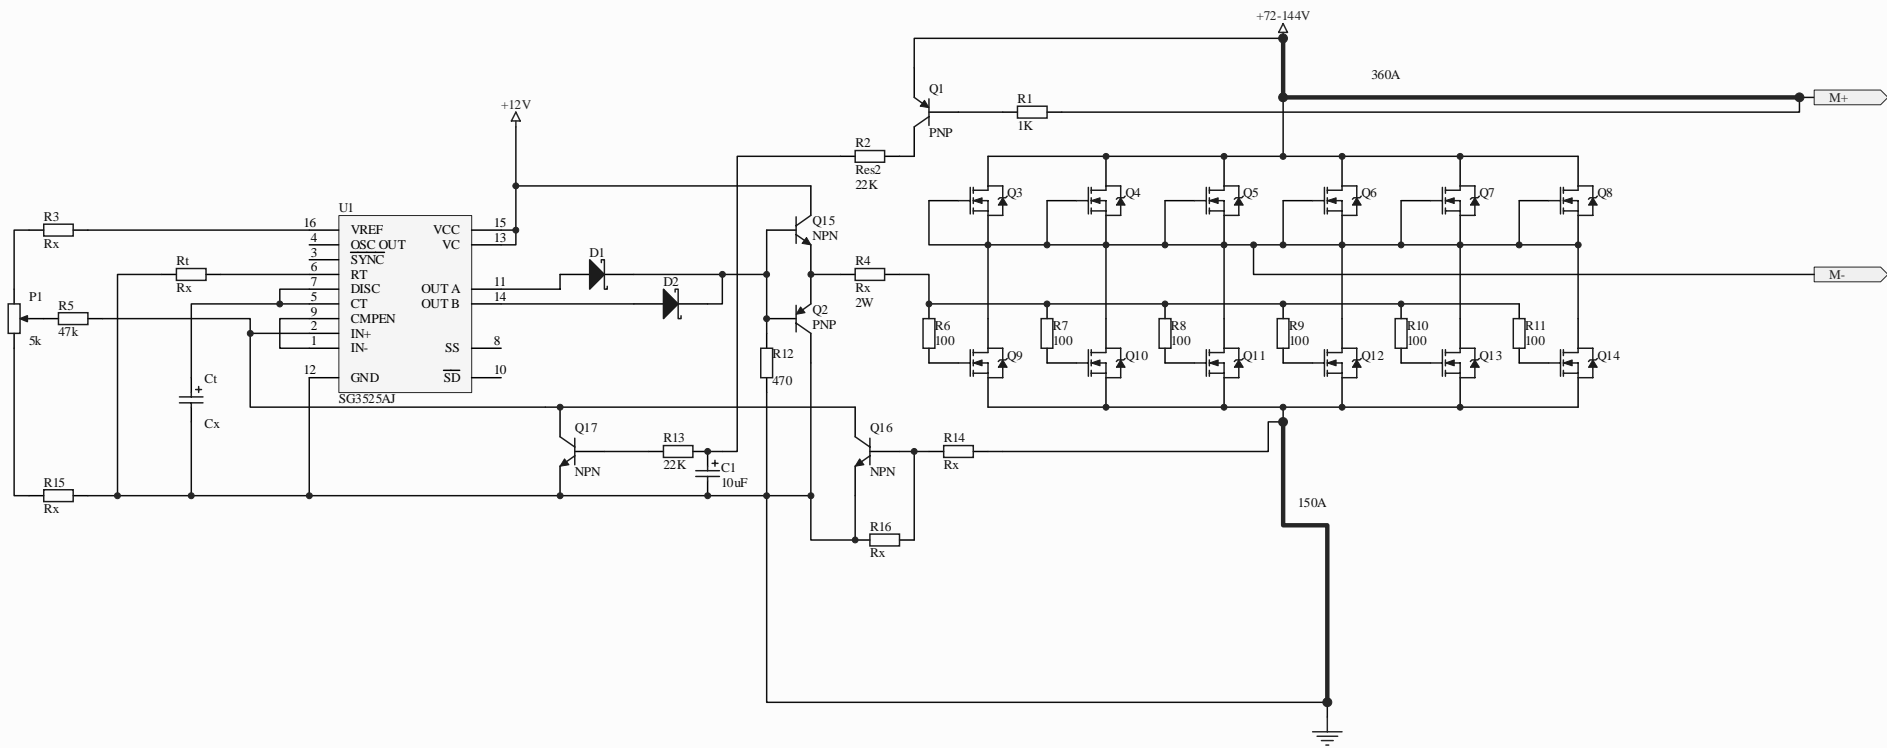 +72-144V
360A
M+
Q1
PNP
R1
1K
+12V
R2
Res2
22K
Q3
Q4
Q5
Q6
Q7
Q8
U1
R3
Rx
16
4
3
6
7
5
9
2
1
12
VREF
OSC OUT
SYNC
RT
DISC
CT
CMPEN
IN+
IN-
GND
VCC
VC
OUT A
OUT B
SS
SD
15
13
11
14
8
10
SG3525AJ
Q15
NPN
Rt
Rx
D1
D2
R4
Rx
2W
M-
P1
5k
R5
47k
Q2
PNP
R12
470
R6
100
R7
100
R8
100
R9
100
R10
100
R11
100
Q9
Q10
Q11
Q12
Q13
Q14
Ct
Cx
Q17
NPN
R13
22K
C1
10uF
Q16
NPN
R14
Rx
R15
Rx
150A
R16
Rx